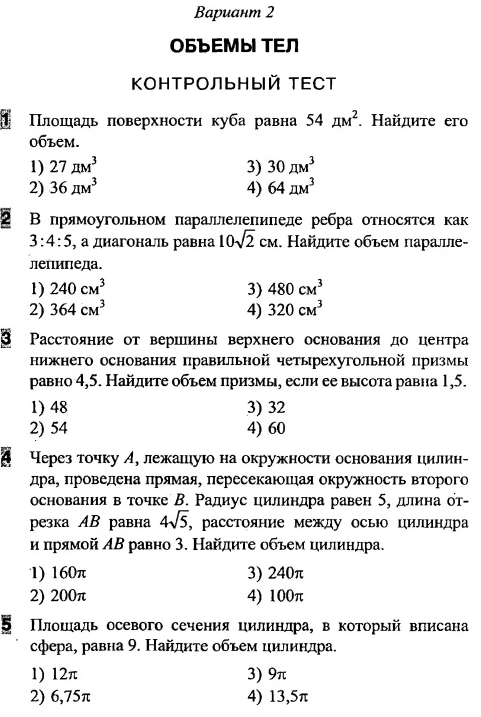 Вариант 2
ОБЪЕМЫ ТЕЛ
КОНТРОЛЬНЫЙ ТЕСТ
1 Площадь поверхности куба равна 54 дм². Найдите его
объем.
1) 27 дм³ 3) 30 дм³
2) 36 дм³ 4) 64 дм³
2 В прямоугольном параллелепипеде ребра относятся как
3:4:5, а диагональ равна 10√2 см. Найдите объем паралле-
лепипеда.
1) 240 см³ 3) 480 см³
2) 364 см³ 4) 320 см³
3 Расстояние от вершины верхнего основания до центра
нижнего основания правильной четырехугольной призмы
равно 4,5. Найдите объем призмы, если ее высота равна 1,5.
1) 48 3) 32
2) 54 4) 60
4 Через точку A, лежащую на окружности основания цилин-
дра, проведена прямая, пересекающая окружность второго
основания в точке B. Радиус цилиндра равен 5, длина от-
резка AB равна 4√5, расстояние между осью цилиндра
и прямой AB равно 3. Найдите объем цилиндра.
1) 160π 3) 240π
2) 200π 4) 100π
5 Площадь осевого сечения цилиндра, в который вписана
сфера, равна 9. Найдите объем цилиндра.
1) 12π 3) 9π
2) 6,75π 4) 13,5π